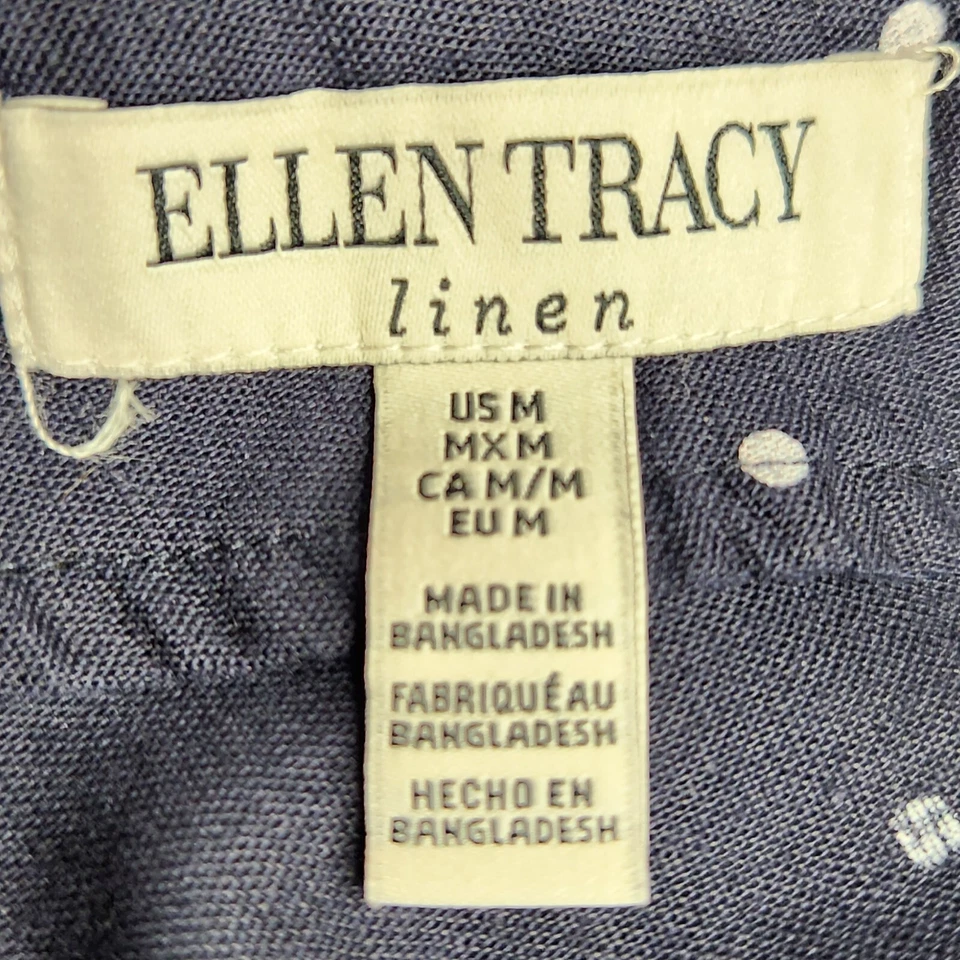 ELLEN TRACY
linen
US M
MX M
CA M/M
EU M
MADE IN
BANGLADESH
FABRIQUÉ AU
BANGLADESH
HECHO EN
BANGLADESH